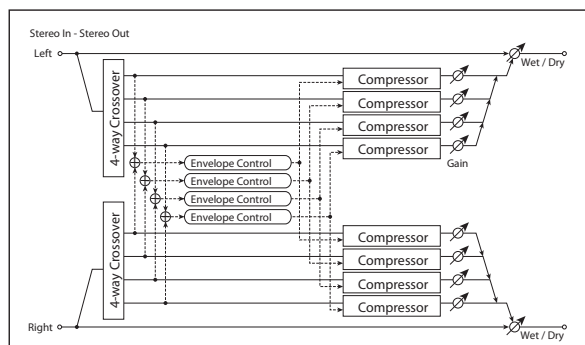 Stereo In - Stereo Out
Left
Wet / Dry
4-way Crossover
Compressor
Compressor
Compressor
Compressor
Gain
Envelope Control
Envelope Control
Envelope Control
Envelope Control
4-way Crossover
Compressor
Compressor
Compressor
Compressor
Right
Wet / Dry